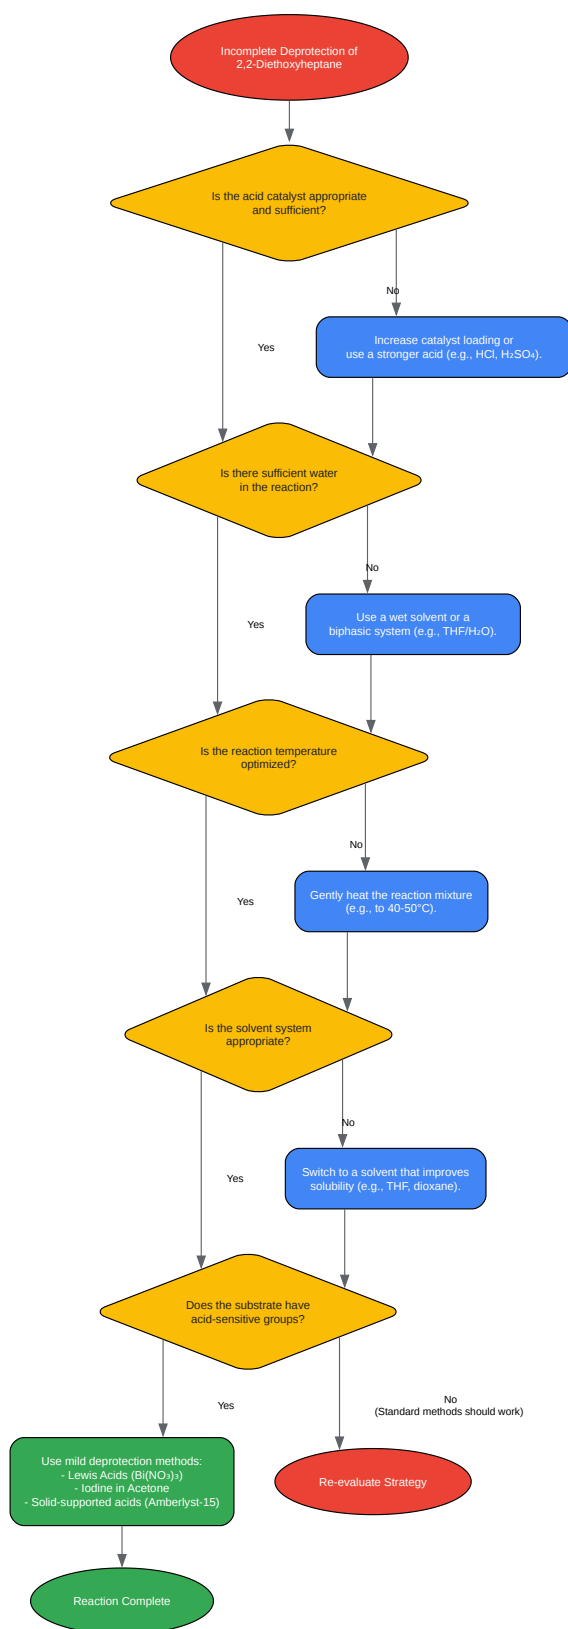 Incomplete Deprotection of
2,2-Diethoxyheptane
Is the acid catalyst appropriate
and sufficient?
No
Increase catalyst loading or
use a stronger acid (e.g., HCl, H₂SO₄).
Yes
Is there sufficient water
in the reaction?
No
Use a wet solvent or a
biphasic system (e.g., THF/H₂O).
Yes
Is the reaction temperature
optimized?
No
Gently heat the reaction mixture
(e.g., to 40-50°C).
Yes
Is the solvent system
appropriate?
No
Switch to a solvent that improves
solubility (e.g., THF, dioxane).
Yes
Does the substrate have
acid-sensitive groups?
No
(Standard methods should work)
Yes
Use mild deprotection methods:
- Lewis Acids (Bi(NO₃)₃)
- Iodine in Acetone
- Solid-supported acids (Amberlyst-15)
Re-evaluate Strategy
Reaction Complete